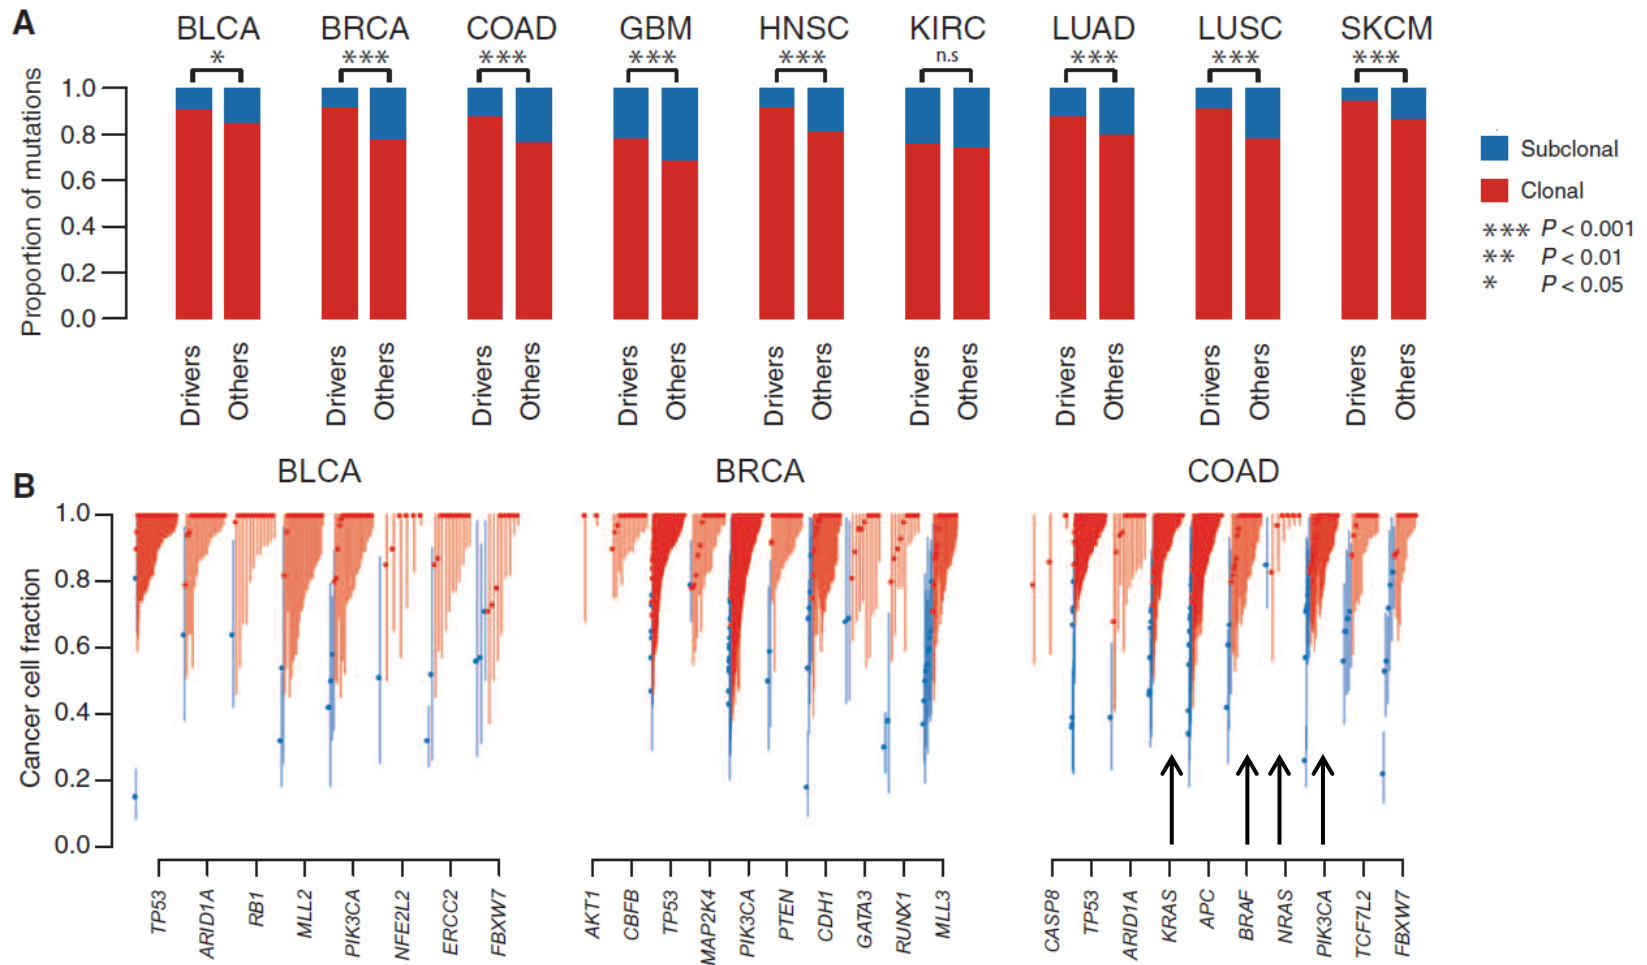 A
BLCA BRCA COAD GBM HNSC KIRC LUAD LUSC SKCM
* *** *** *** *** n.s *** *** ***
Proportion of mutations
1.0
0.8
0.6
0.4
0.2
0.0
Drivers Others Drivers Others Drivers Others Drivers Others Drivers Others Drivers Others Drivers Others Drivers Others Drivers Others
Subclonal
Clonal
*** P < 0.001
** P < 0.01
* P < 0.05
B
BLCA BRCA COAD
Cancer cell fraction
1.0
0.8
0.6
0.4
0.2
0.0
TP53 ARID1A RB1 MLL2 PIK3CA NFE2L2 ERCC2 FBXW7
AKT1 CBFB TP53 MAP2K4 PIK3CA PTEN CDH1 GATA3 RUNX1 MLL3
CASP8 TP53 ARID1A KRAS APC BRAF NRAS PIK3CA TCF7L2 FBXW7